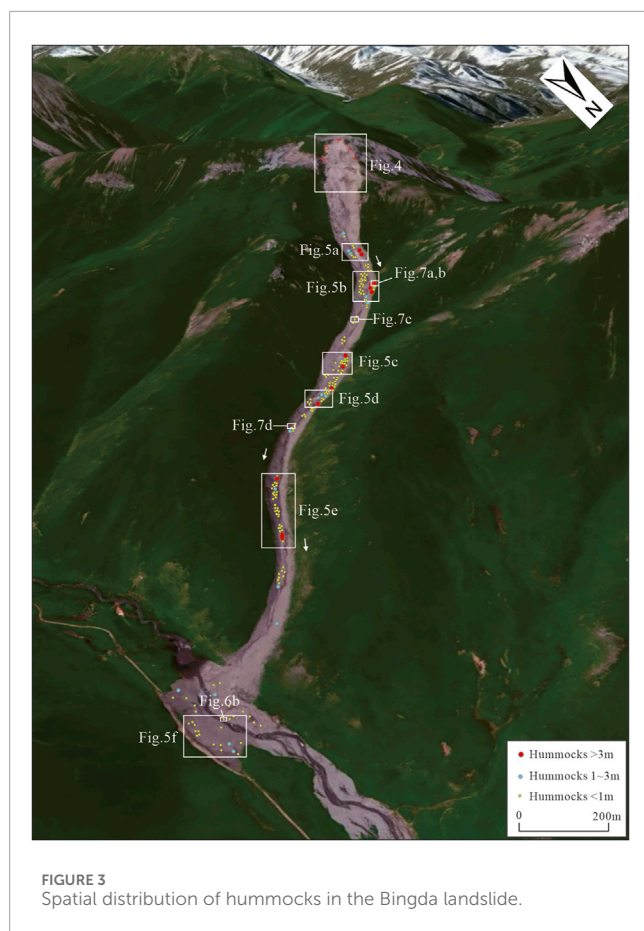 N
Fig.4
Fig.5a
Fig.7a,b
Fig.5b
Fig.7c
Fig.5c
Fig.5d
Fig.7d
Fig.5e
Fig.6b
Fig.5f
Hummocks >3m
Hummocks 1~3m
Hummocks <1m
0 200m
FIGURE 3
Spatial distribution of hummocks in the Bingda landslide.